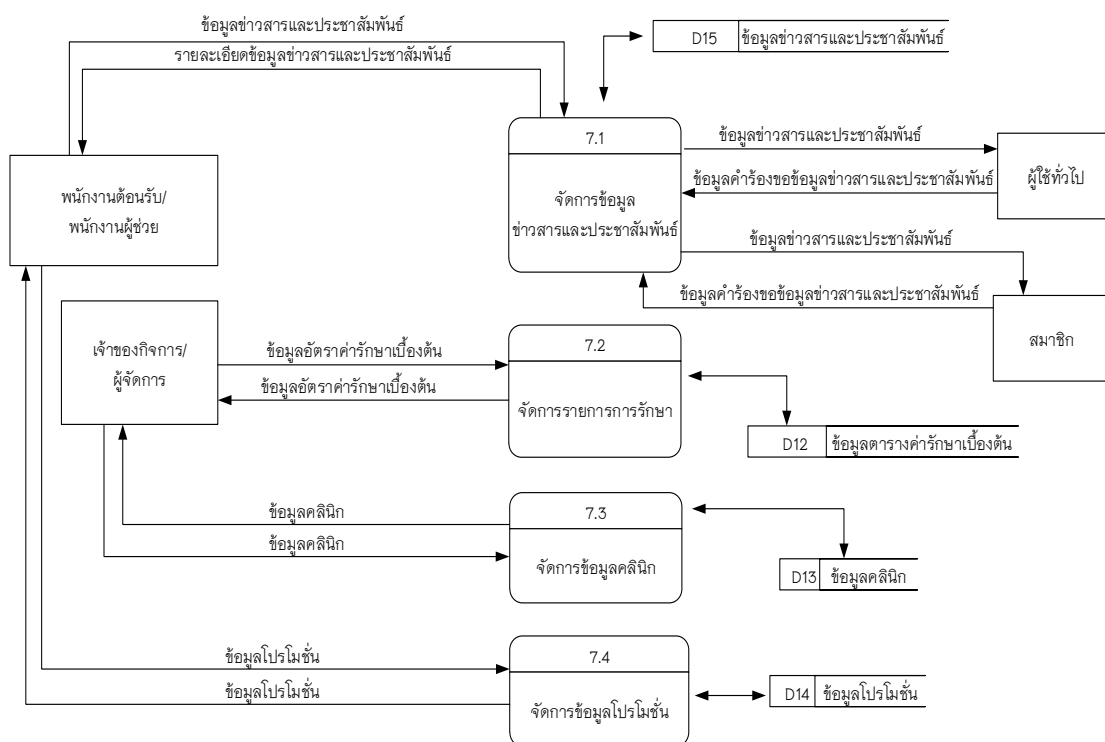 ข้อมูลข่าวสารและประชาสัมพันธ์
รายละเอียดข้อมูลข่าวสารและประชาสัมพันธ์
D15 ข้อมูลข่าวสารและประชาสัมพันธ์
7.1
จัดการข้อมูล
ข่าวสารและประชาสัมพันธ์
ข้อมูลข่าวสารและประชาสัมพันธ์
ข้อมูลคำร้องขอข้อมูลข่าวสารและประชาสัมพันธ์
ผู้ใช้ทั่วไป
พนักงานต้อนรับ/
พนักงานผู้ช่วย
ข้อมูลข่าวสารและประชาสัมพันธ์
ข้อมูลคำร้องขอข้อมูลข่าวสารและประชาสัมพันธ์
สมาชิก
เจ้าของกิจการ/
ผู้จัดการ
ข้อมูลอัตราค่ารักษาเบื้องต้น
ข้อมูลอัตราค่ารักษาเบื้องต้น
7.2
จัดการรายการการรักษา
D12 ข้อมูลตารางค่ารักษาเบื้องต้น
ข้อมูลคลินิก
ข้อมูลคลินิก
7.3
จัดการข้อมูลคลินิก
D13 ข้อมูลคลินิก
ข้อมูลโปรโมชั่น
ข้อมูลโปรโมชั่น
7.4
จัดการข้อมูลโปรโมชั่น
D14 ข้อมูลโปรโมชั่น